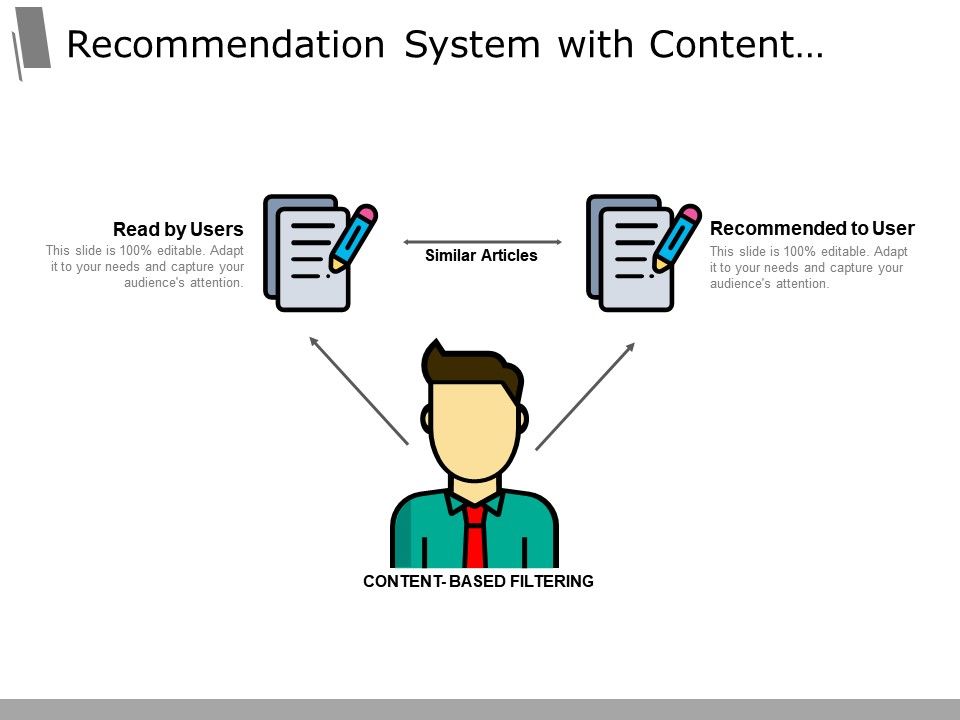 Recommendation System with Content…
Read by Users
This slide is 100% editable. Adapt
it to your needs and capture your
audience's attention.
Similar Articles
Recommended to User
This slide is 100% editable. Adapt
it to your needs and capture your
audience's attention.
CONTENT- BASED FILTERING